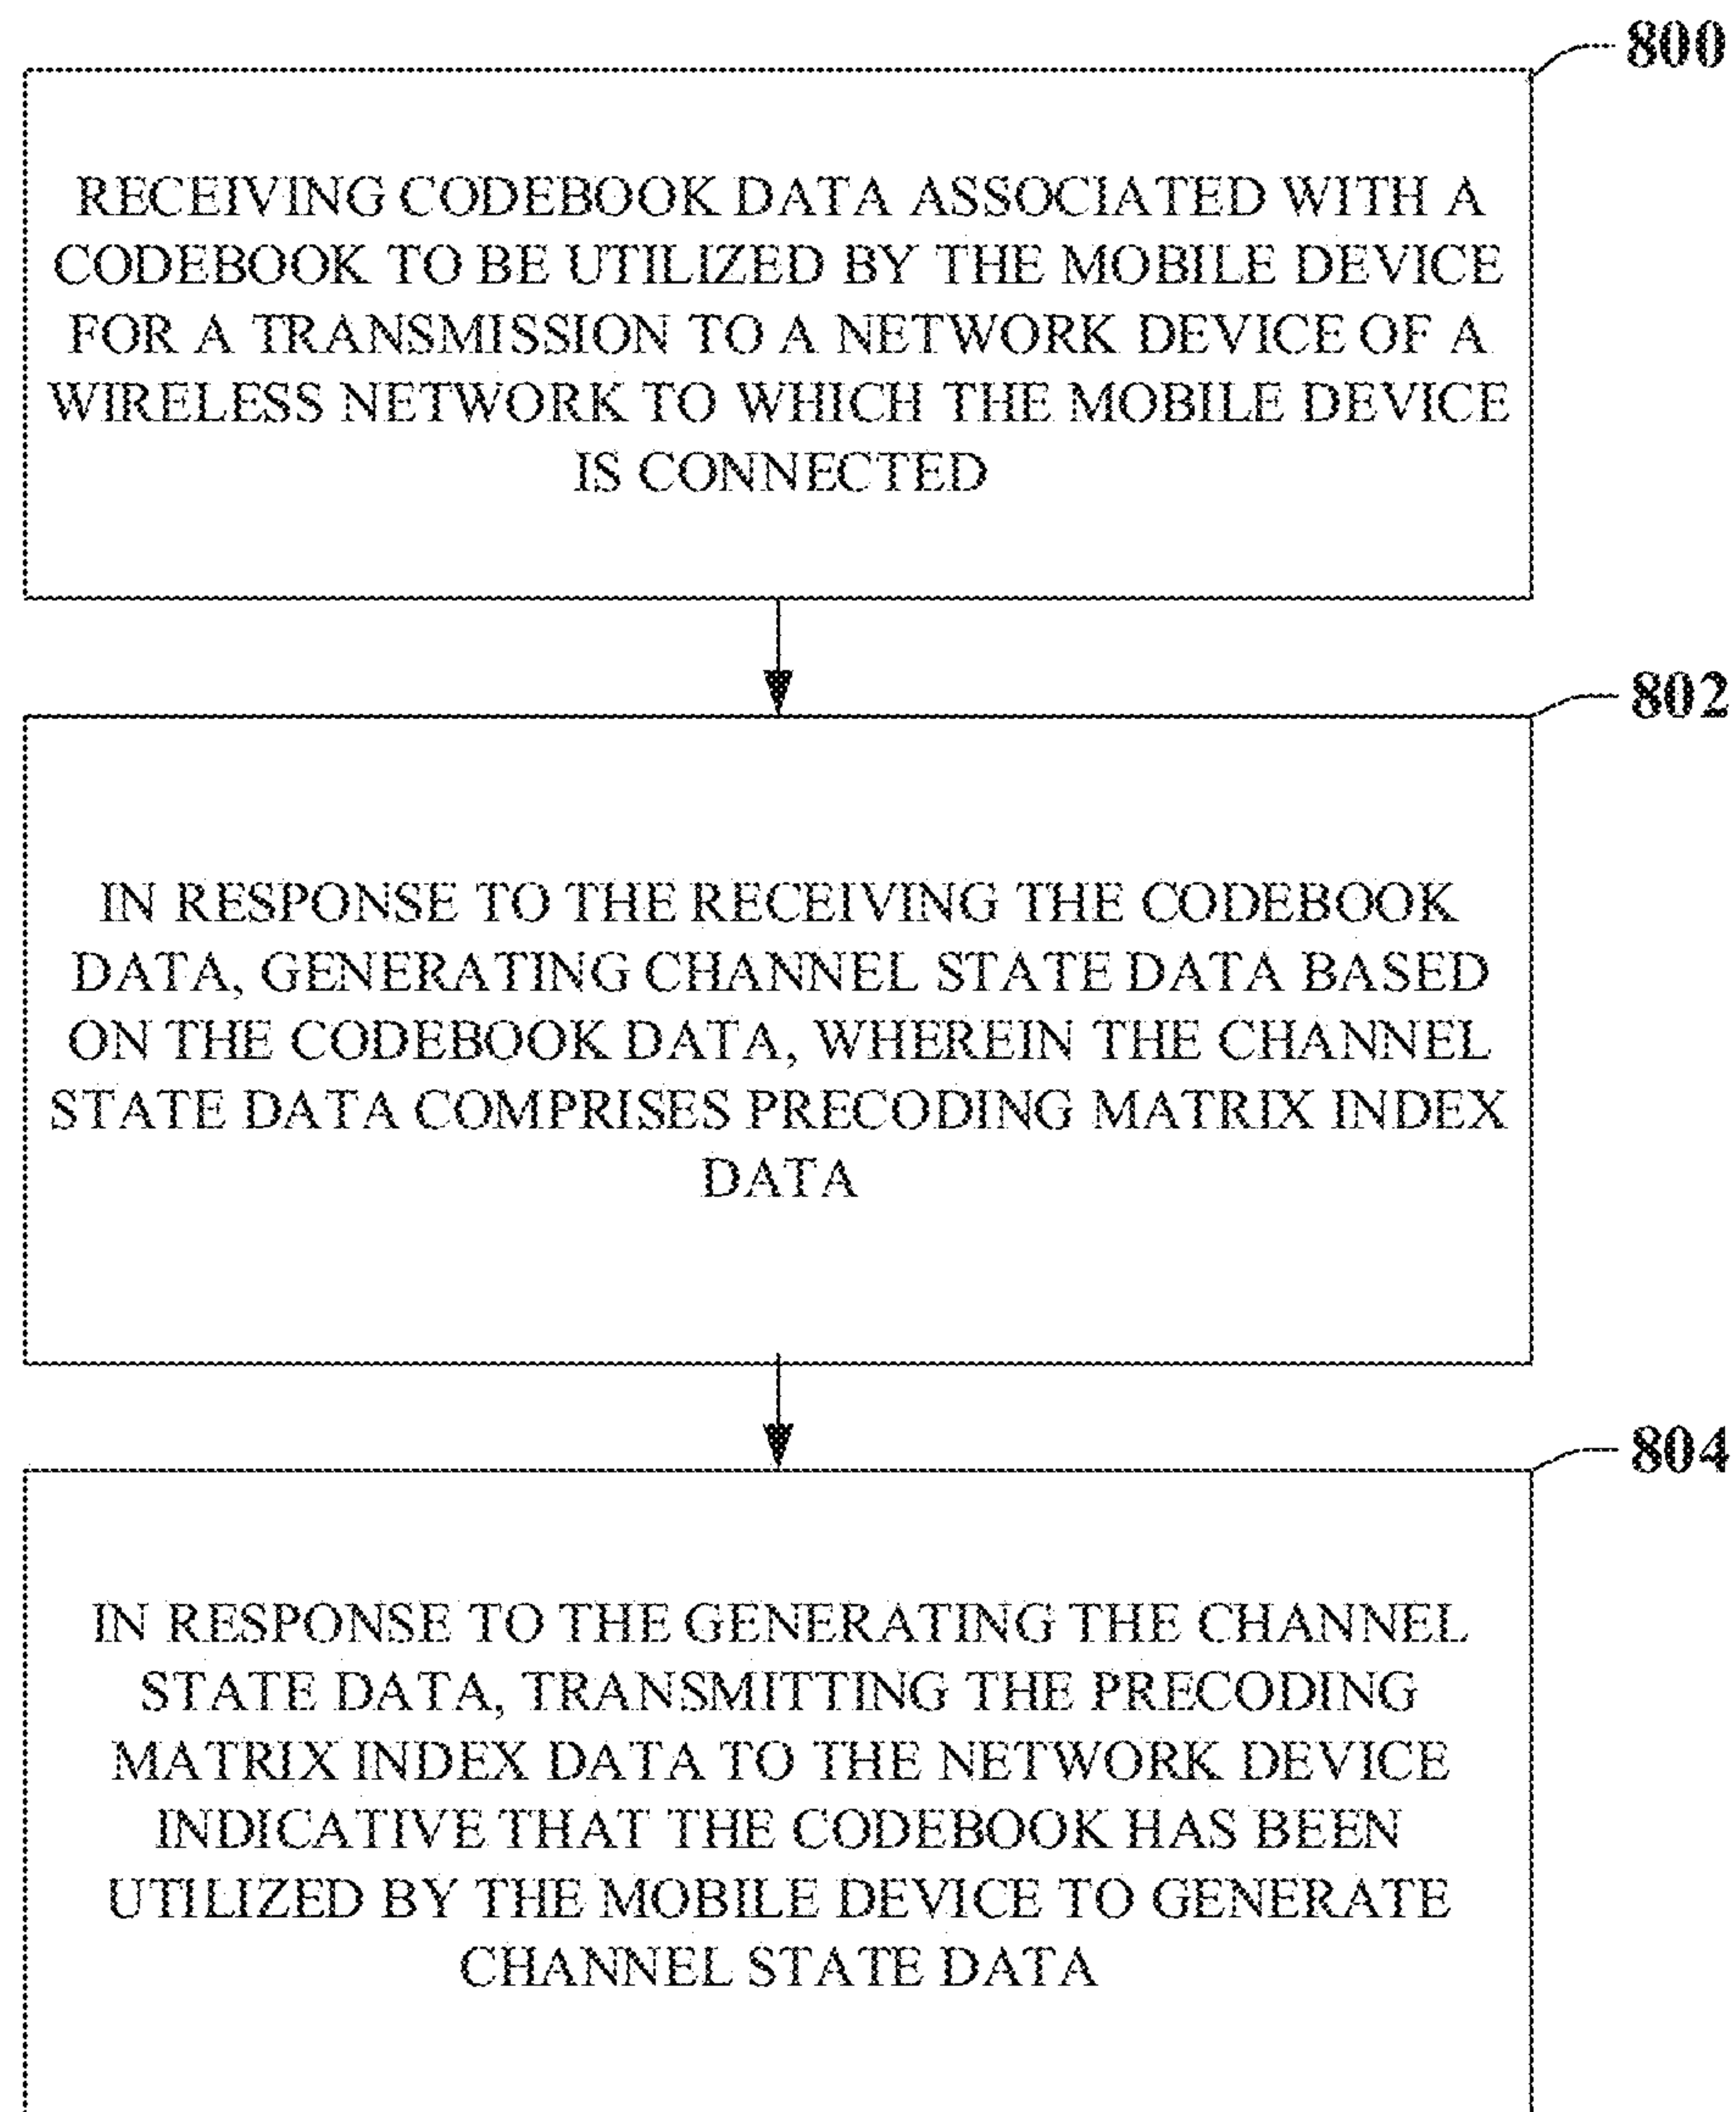 800
RECEIVING CODEBOOK DATA ASSOCIATED WITH A
CODEBOOK TO BE UTILIZED BY THE MOBILE DEVICE
FOR A TRANSMISSION TO A NETWORK DEVICE OF A
WIRELESS NETWORK TO WHICH THE MOBILE DEVICE
IS CONNECTED
802
IN RESPONSE TO THE RECEIVING THE CODEBOOK
DATA, GENERATING CHANNEL STATE DATA BASED
ON THE CODEBOOK DATA, WHEREIN THE CHANNEL
STATE DATA COMPRISES PRECODING MATRIX INDEX
DATA
804
IN RESPONSE TO THE GENERATING THE CHANNEL
STATE DATA, TRANSMITTING THE PRECODING
MATRIX INDEX DATA TO THE NETWORK DEVICE
INDICATIVE THAT THE CODEBOOK HAS BEEN
UTILIZED BY THE MOBILE DEVICE TO GENERATE
CHANNEL STATE DATA